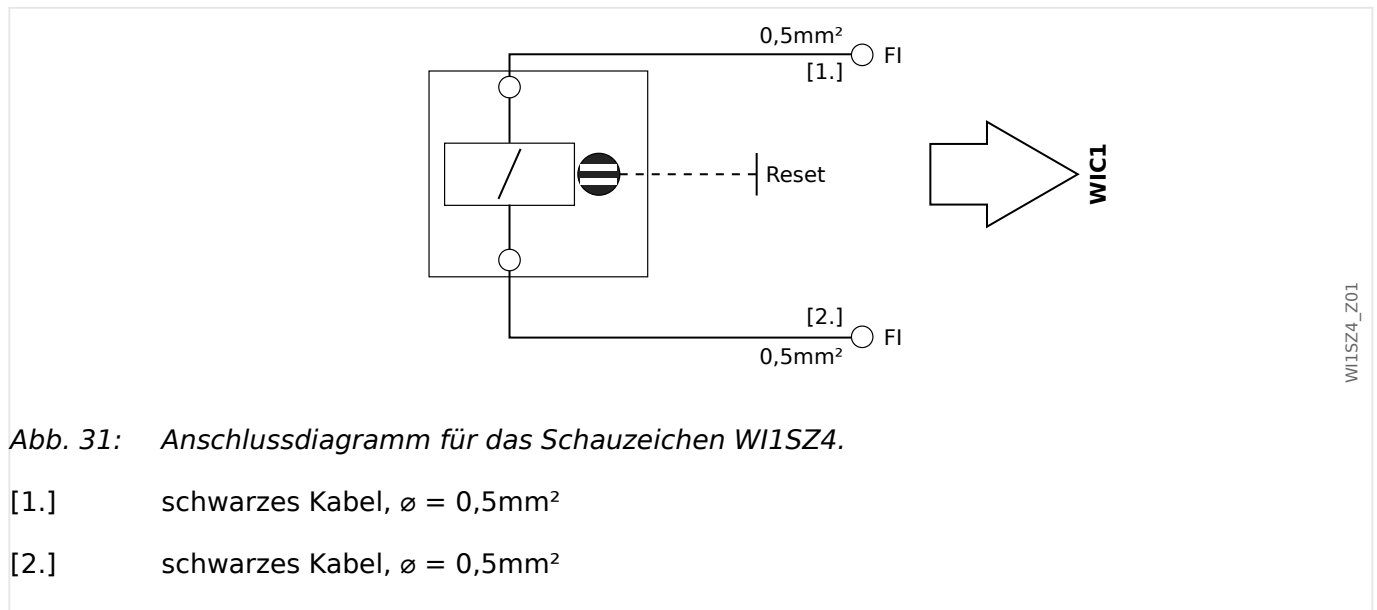 0,5mm²
[1.] FI
Reset
WIC1
[2.] FI
0,5mm²
WI1SZ4_Z01
Abb. 31: Anschlussdiagramm für das Schauzeichen WI1SZ4.
[1.] schwarzes Kabel, ⌀ = 0,5mm²
[2.] schwarzes Kabel, ⌀ = 0,5mm²